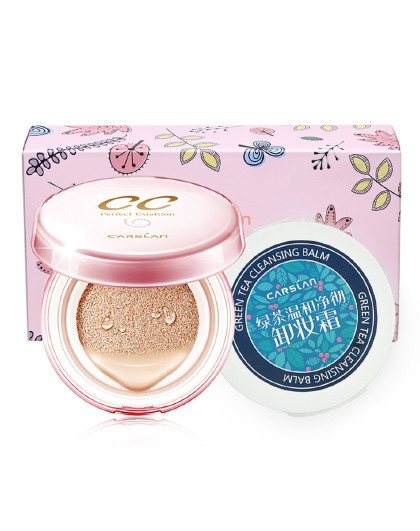 CC
Perfect Cushion
CARSLAN
GREEN TEA CLEANSING BALM
CARSLAN
绿茶温和净彻
卸妆霜
GREEN TEA CLEANSING BALM